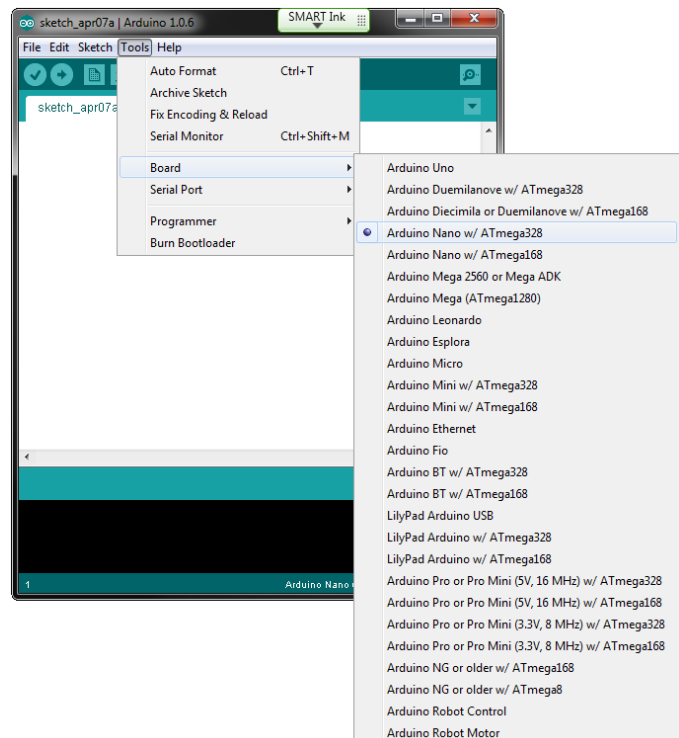 sketch_apr07a | Arduino 1.0.6
SMART Ink
File Edit Sketch Tools Help
sketch_apr07a
Auto Format Ctrl+T
Archive Sketch
Fix Encoding & Reload
Serial Monitor Ctrl+Shift+M
Board
Serial Port
Programmer
Burn Bootloader
Arduino Uno
Arduino Duemilanove w/ ATmega328
Arduino Diecimila or Duemilanove w/ ATmega168
Arduino Nano w/ ATmega328
Arduino Nano w/ ATmega168
Arduino Mega 2560 or Mega ADK
Arduino Mega (ATmega1280)
Arduino Leonardo
Arduino Esplora
Arduino Micro
Arduino Mini w/ ATmega328
Arduino Mini w/ ATmega168
Arduino Ethernet
Arduino Fio
Arduino BT w/ ATmega328
Arduino BT w/ ATmega168
LilyPad Arduino USB
LilyPad Arduino w/ ATmega328
LilyPad Arduino w/ ATmega168
Arduino Pro or Pro Mini (5V, 16 MHz) w/ ATmega328
Arduino Pro or Pro Mini (5V, 16 MHz) w/ ATmega168
Arduino Pro or Pro Mini (3.3V, 8 MHz) w/ ATmega328
Arduino Pro or Pro Mini (3.3V, 8 MHz) w/ ATmega168
Arduino NG or older w/ ATmega168
Arduino NG or older w/ ATmega8
Arduino Robot Control
Arduino Robot Motor
1 Arduino Nano